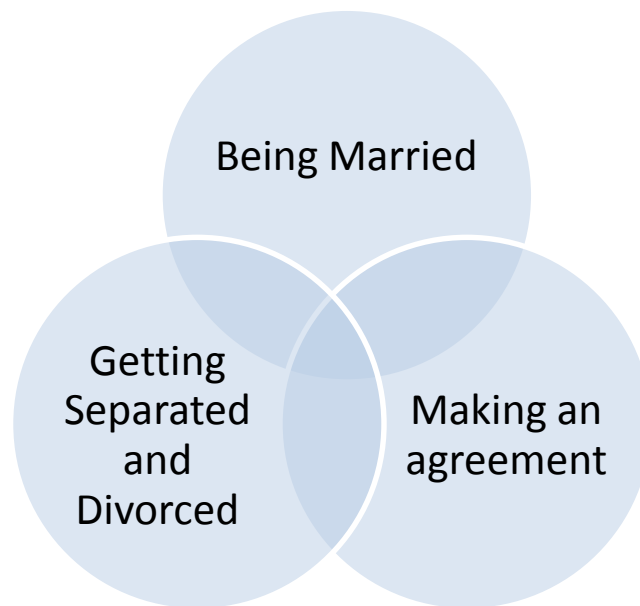 Being Married
Getting
Separated
and
Divorced
Making an
agreement